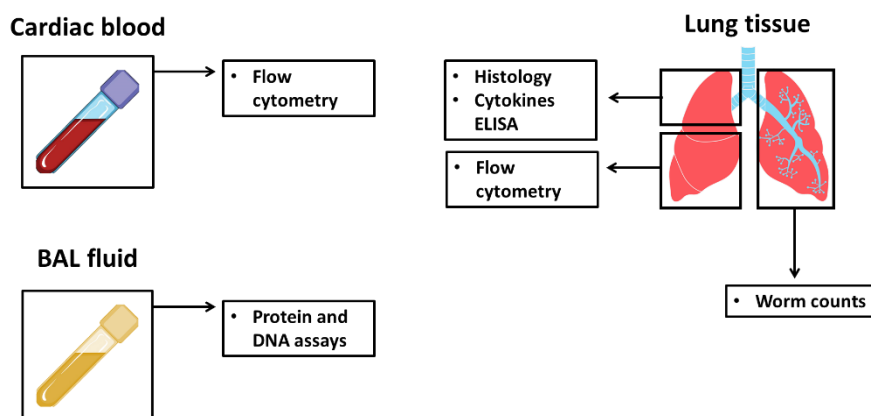 Cardiac blood
• Flow
cytometry
BAL fluid
• Protein and
DNA assays
Lung tissue
• Histology
• Cytokines
ELISA
• Flow
cytometry
• Worm counts